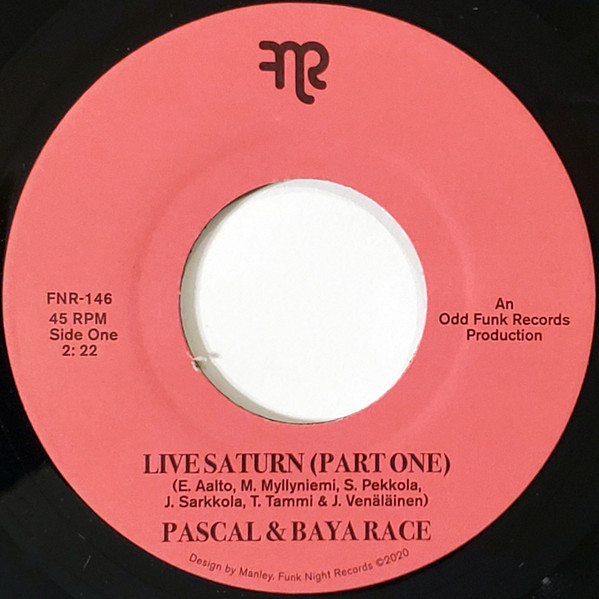 FNR
FNR-146
45 RPM
Side One
2: 22
An
Odd Funk Records
Production
LIVE SATURN (PART ONE)
(E. Aalto, M. Myllyniemi, S. Pekkola,
J. Sarkkola, T. Tammi & J. Venäläinen)
PASCAL & BAYA RACE
Design by Manley. Funk Night Records ©2020